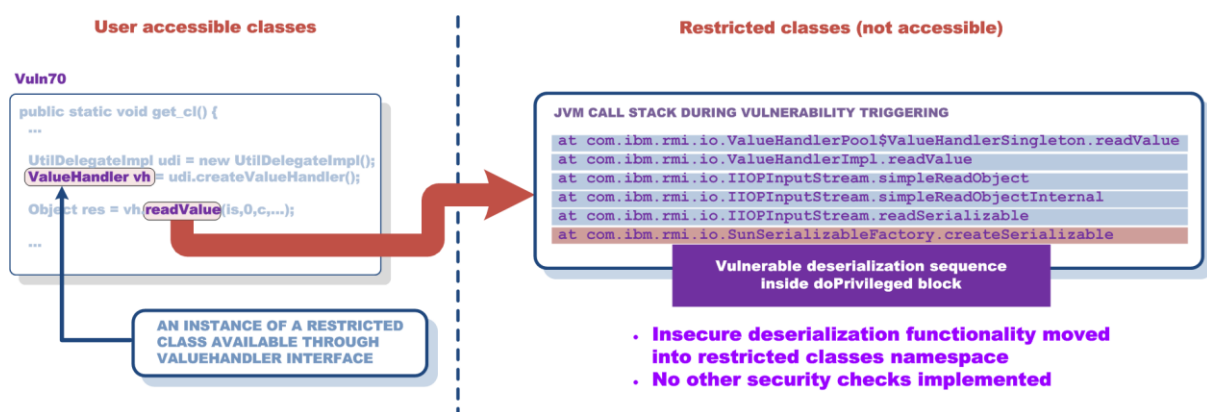 User accessible classes
Vuln70
public static void get_cl() {
...
UtilDelegateImpl udi = new UtilDelegateImpl();
ValueHandler vh = udi.createValueHandler();
Object res = vh.readValue(is,0,c,...);
...
AN INSTANCE OF A RESTRICTED
CLASS AVAILABLE THROUGH
VALUEHANDLER INTERFACE
Restricted classes (not accessible)
JVM CALL STACK DURING VULNERABILITY TRIGGERING
at com.ibm.rmi.io.ValueHandlerPool$ValueHandlerSingleton.readValue
at com.ibm.rmi.io.ValueHandlerImpl.readValue
at com.ibm.rmi.io.IIOPInputStream.simpleReadObject
at com.ibm.rmi.io.IIOPInputStream.simpleReadObjectInternal
at com.ibm.rmi.io.IIOPInputStream.readSerializable
at com.ibm.rmi.io.SunSerializableFactory.createSerializable
Vulnerable deserialization sequence
inside doPrivileged block
• Insecure deserialization functionality moved
into restricted classes namespace
• No other security checks implemented